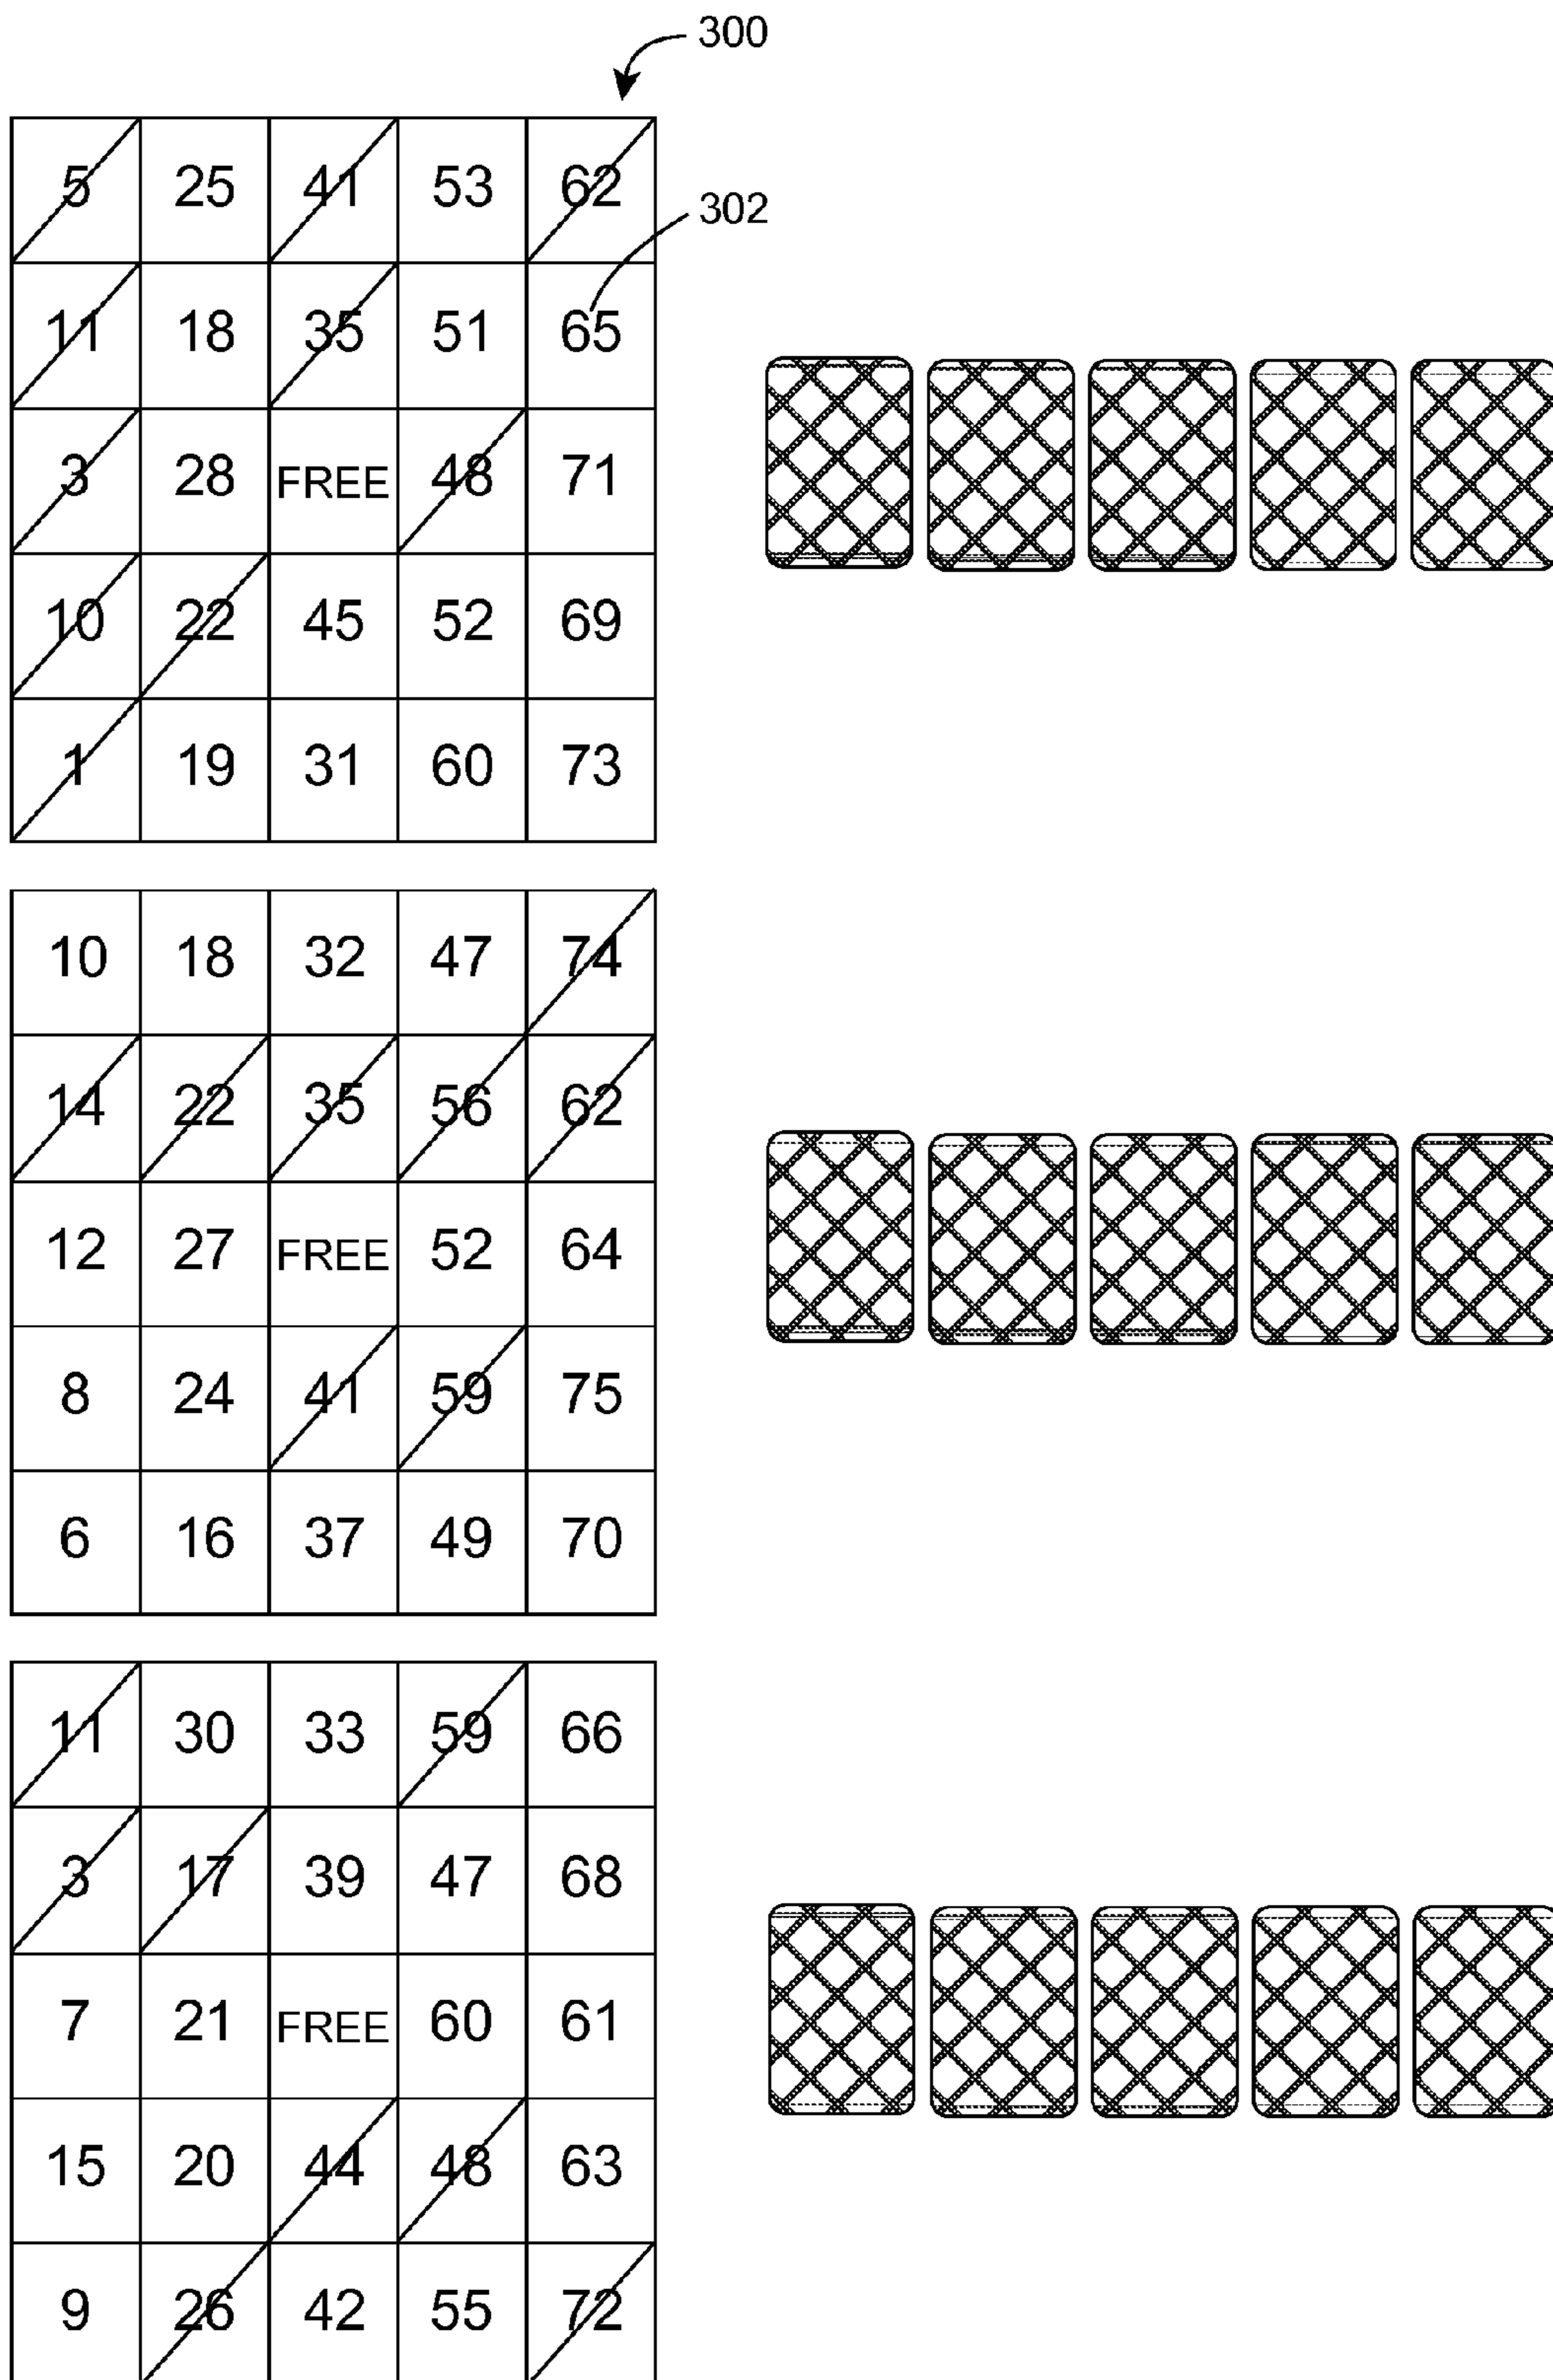 300
5 25 41 53 62
302
11 18 35 51 65
3 28 FREE 48 71
10 22 45 52 69
1 19 31 60 73
10 18 32 47 74
14 22 35 56 62
12 27 FREE 52 64
8 24 41 59 75
6 16 37 49 70
11 30 33 59 66
3 17 39 47 68
7 21 FREE 60 61
15 20 44 48 63
9 26 42 55 72